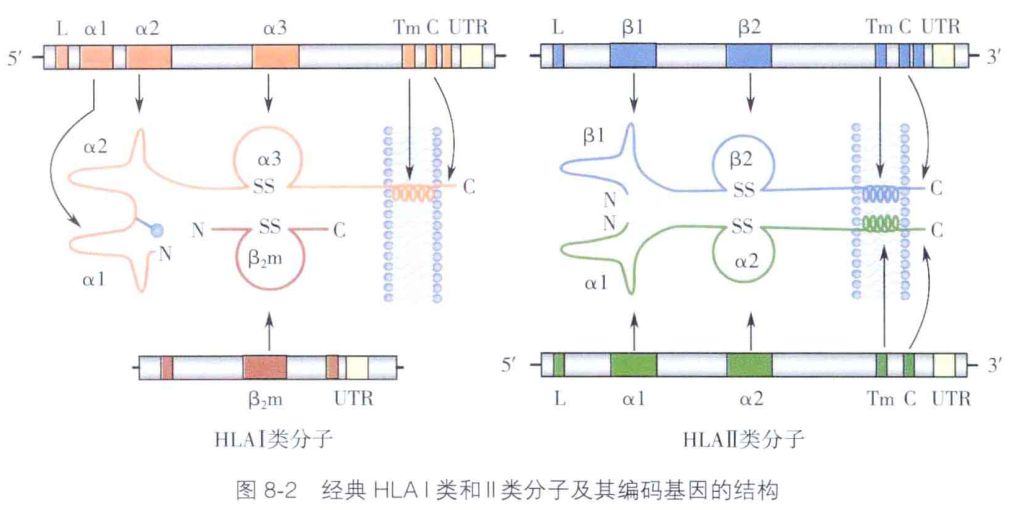 L α1 α2 α3 Tm C UTR L β1 β2 Tm C UTR
5′ 3′
α2 α3 β1 β2
SS C SS C
N
N SS C N SS C
N
α1 β₂m α1 α2
5′ 3′
β₂m UTR L α1 α2 Tm C UTR
HLAⅠ类分子 HLAⅡ类分子
图 8-2 经典 HLAⅠ类和Ⅱ类分子及其编码基因的结构